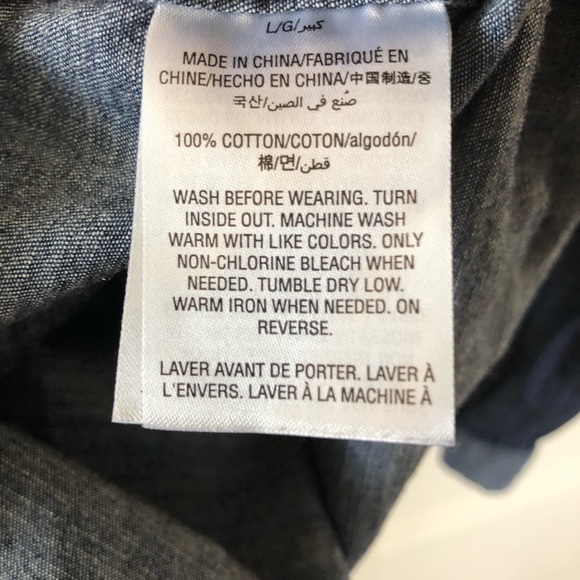 L/G/كبير
MADE IN CHINA/FABRIQUÉ EN
CHINE/HECHO EN CHINA/中国制造/중
국산/صُنع في الصين
100% COTTON/COTON/algodón/
棉/면/قطن
WASH BEFORE WEARING. TURN
INSIDE OUT. MACHINE WASH
WARM WITH LIKE COLORS. ONLY
NON-CHLORINE BLEACH WHEN
NEEDED. TUMBLE DRY LOW.
WARM IRON WHEN NEEDED. ON
REVERSE.
LAVER AVANT DE PORTER. LAVER À
L'ENVERS. LAVER À LA MACHINE À